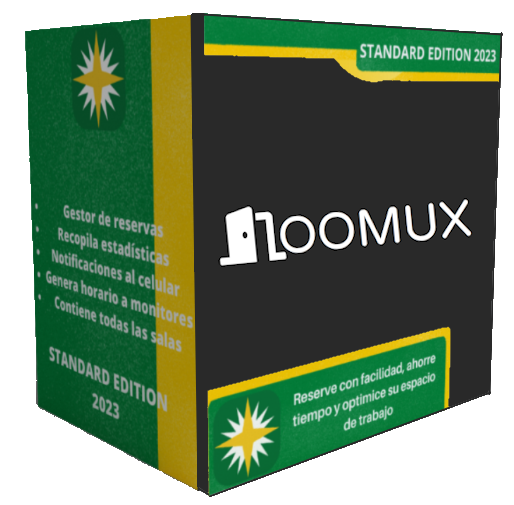 Gestor de reservas
Recopila estadísticas
Notificaciones al celular
Genera horario a monitores
Contiene todas las salas
STANDARD EDITION
2023
STANDARD EDITION 2023
ROOMUX
Reserve con facilidad, ahorre
tiempo y optimice su espacio
de trabajo